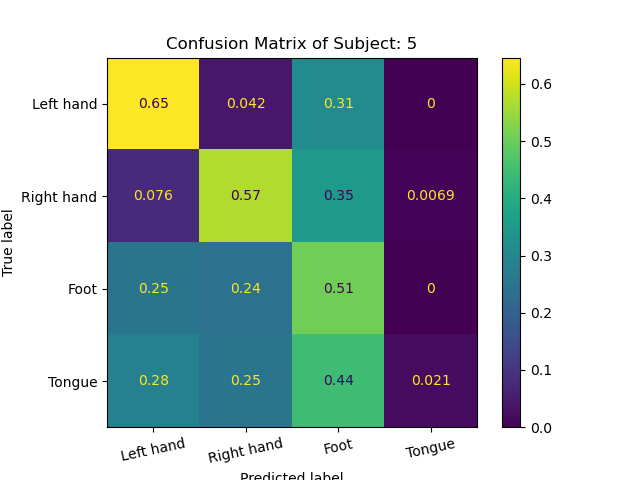 Confusion Matrix of Subject: 5
True label
Left hand 0.65 0.042 0.31 0
Right hand 0.076 0.57 0.35 0.0069
Foot 0.25 0.24 0.51 0
Tongue 0.28 0.25 0.44 0.021
Left hand Right hand Foot Tongue
Predicted label
0.6
0.5
0.4
0.3
0.2
0.1
0.0